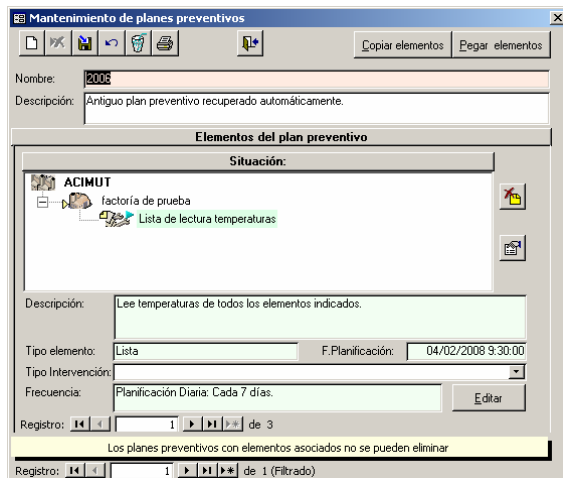 Mantenimiento de planes preventivos
Copiar elementos Pegar elementos
Nombre: 2008
Descripción: Antiguo plan preventivo recuperado automáticamente.
Elementos del plan preventivo
Situación:
ACIMUT
factoría de prueba
Lista de lectura temperaturas
Descripción: Lee temperaturas de todos los elementos indicados.
Tipo elemento: Lista F.Planificación: 04/02/2008 9:30:00
Tipo Intervención:
Frecuencia: Planificación Diaria: Cada 7 días. Editar
Registro: 1 de 3
Los planes preventivos con elementos asociados no se pueden eliminar
Registro: 1 de 1 (Filtrado)